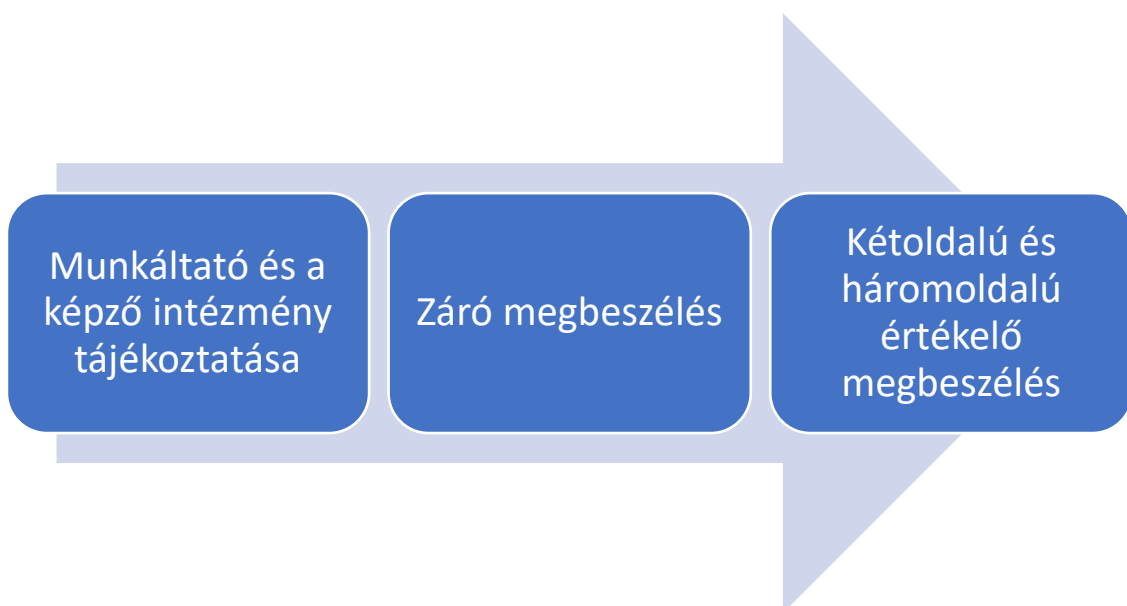 Munkáltató és a
képző intézmény
tájékoztatása
Záró megbeszélés
Kétoldalú és
háromoldalú
értékelő
megbeszélés